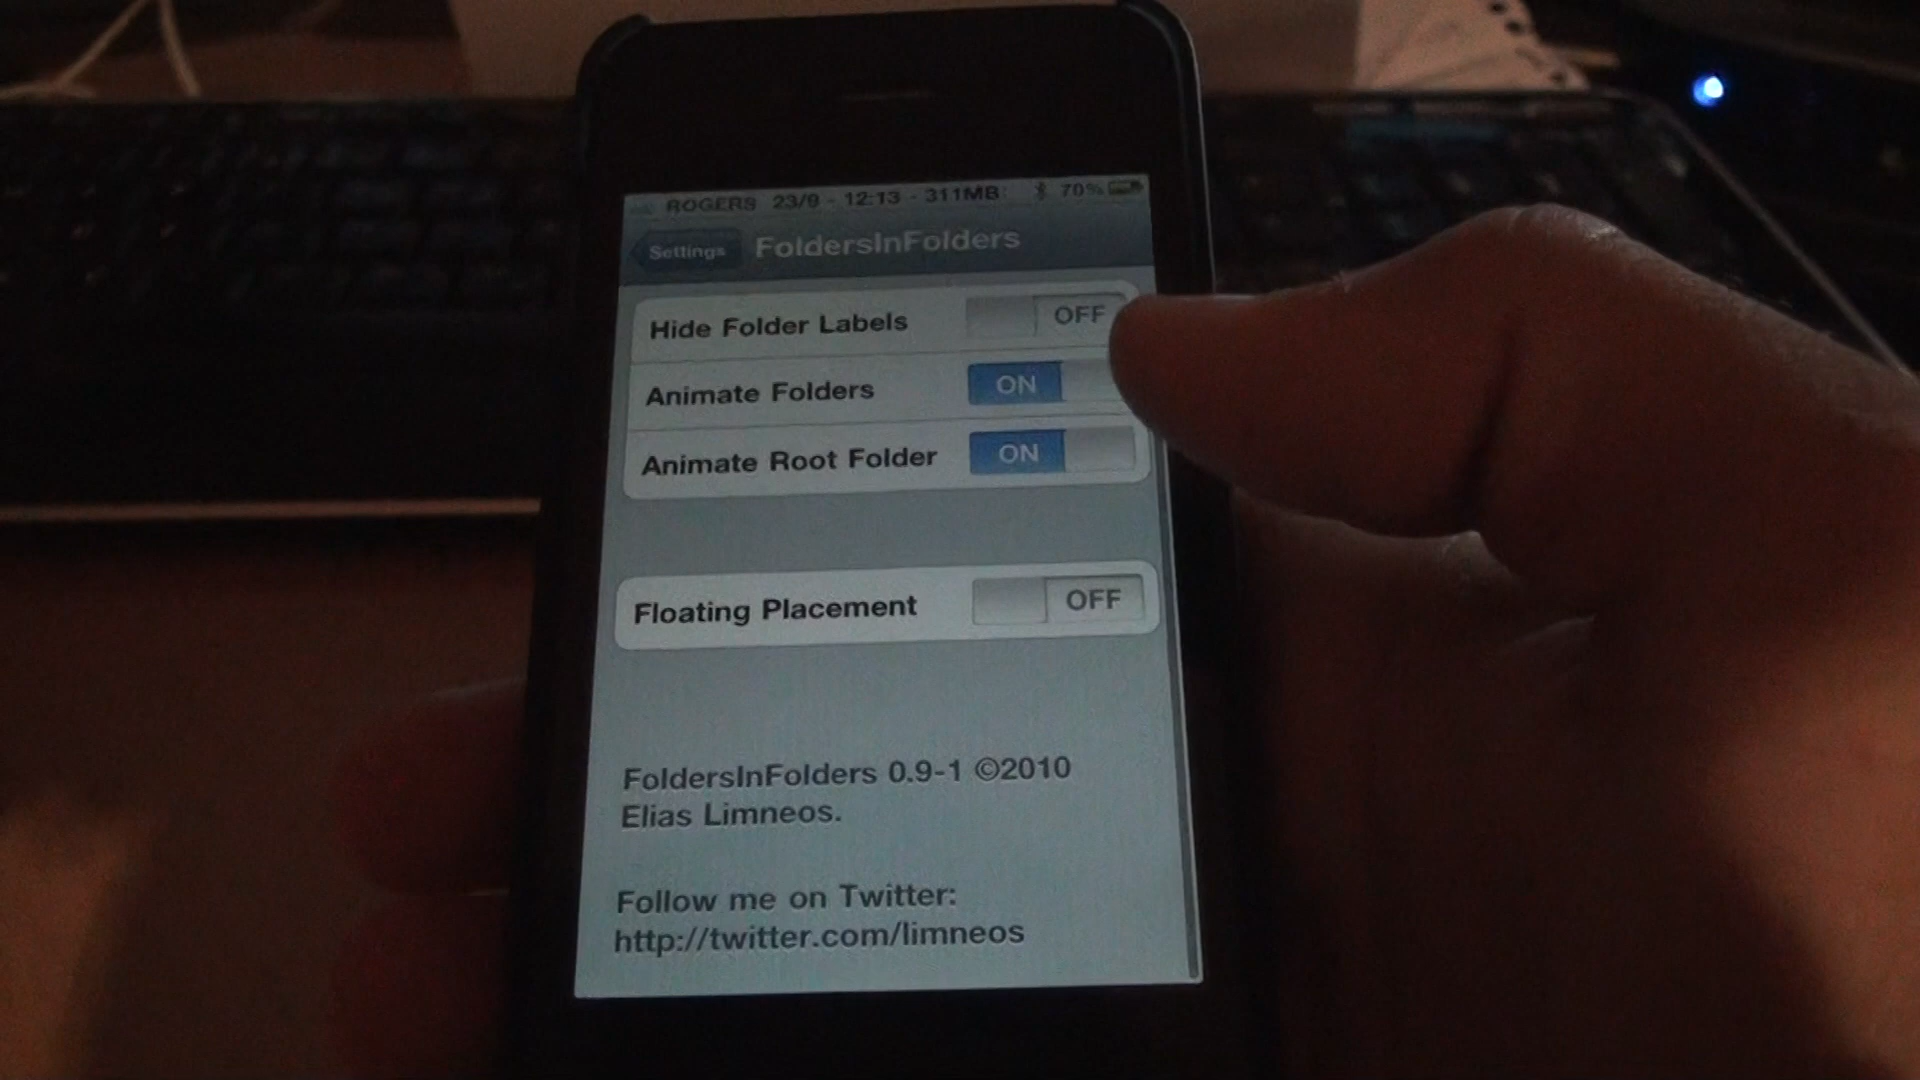 ROGERS 23/9 - 12:13 - 311MB 70%
Settings FoldersInFolders
Hide Folder Labels OFF
Animate Folders ON
Animate Root Folder ON
Floating Placement OFF
FoldersInFolders 0.9-1 ©2010
Elias Limneos.
Follow me on Twitter:
http://twitter.com/limneos